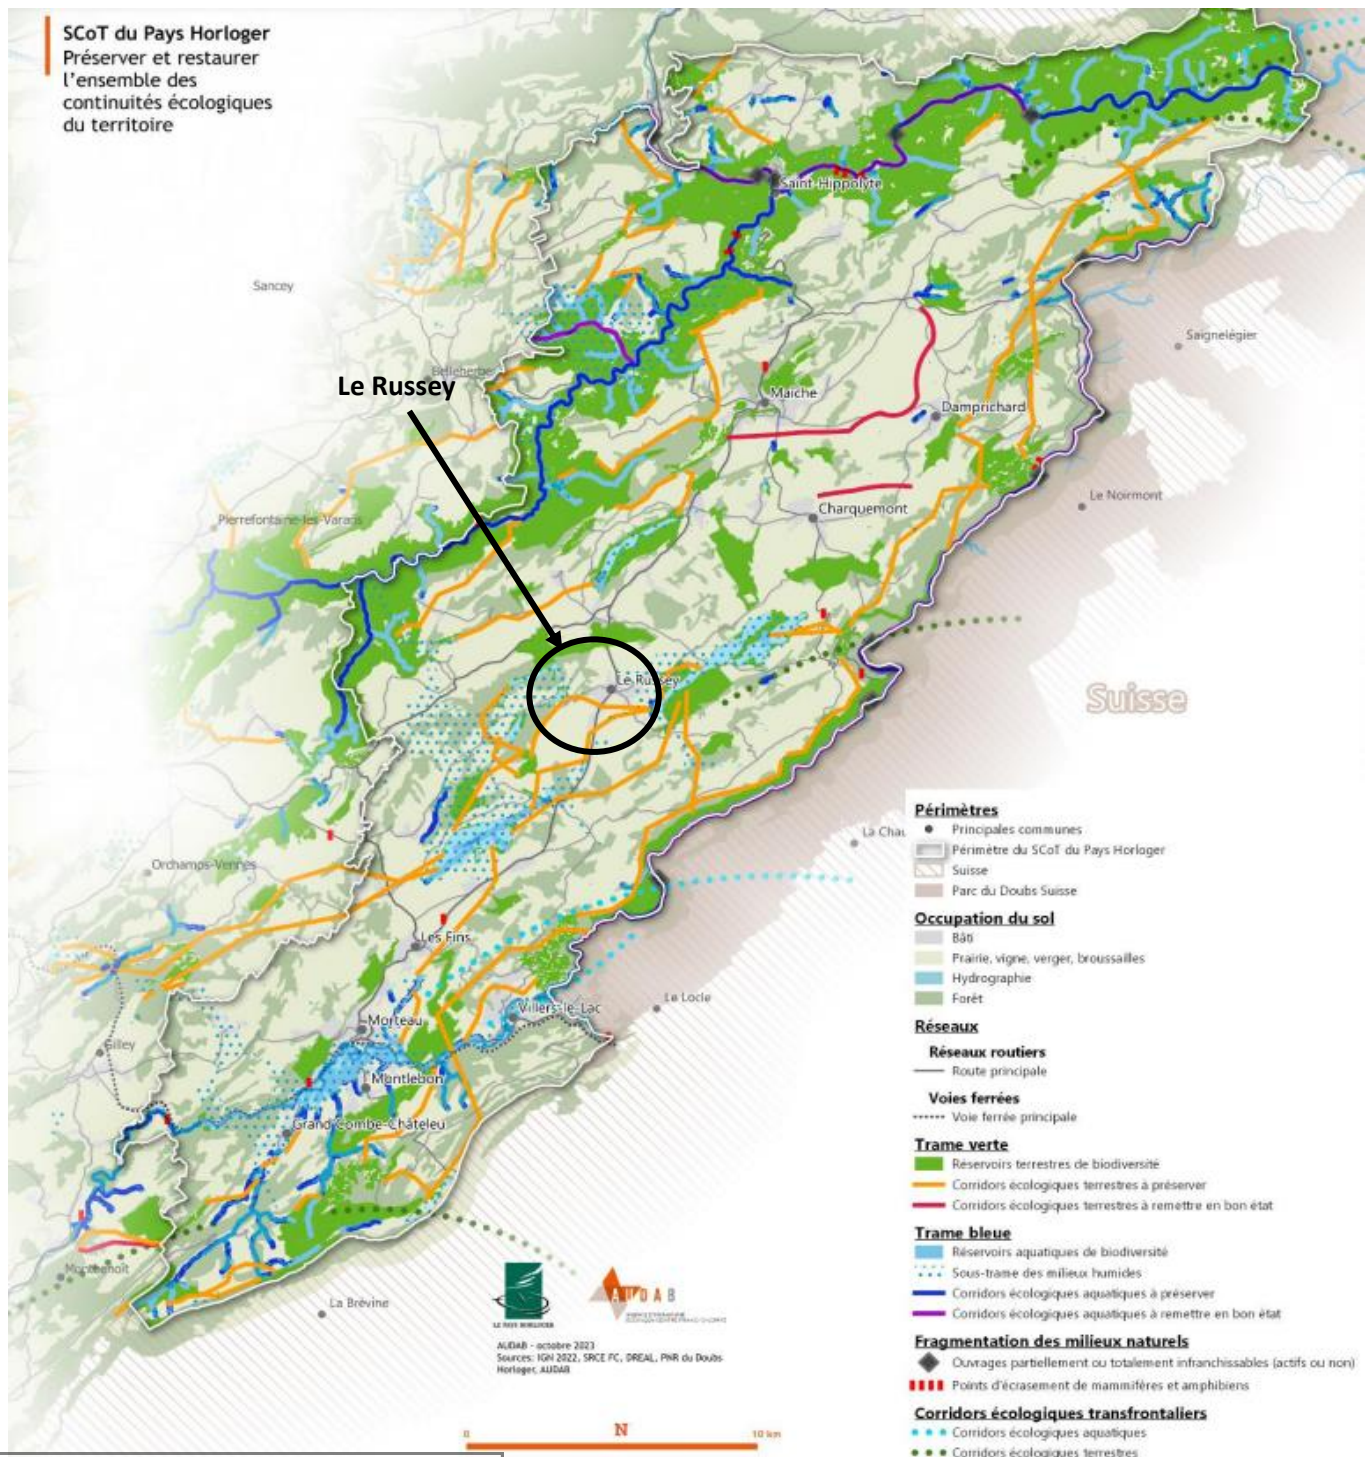 SCoT du Pays Horloger
Préserver et restaurer
l'ensemble des
continuités écologiques
du territoire
Saint-Hippolyte
Sancey
Saignelégier
Belleherbe
Le Russey
Maîche
Damprichard
Le Noirmont
Pierrefontaine-les-Varans
Charquemont
Le Russey
Suisse
La Chau
Orchamps-Vennes
Les Fins
Le Locle
Villers-le-Lac
Morteau
Gilley
Montlebon
Grand'Combe-Châteleu
Montbenoît
La Brévine
Périmètres
Principales communes
Périmètre du SCoT du Pays Horloger
Suisse
Parc du Doubs Suisse
Occupation du sol
Bâti
Prairie, vigne, verger, broussailles
Hydrographie
Forêt
Réseaux
Réseaux routiers
Route principale
Voies ferrées
Voie ferrée principale
Trame verte
Réservoirs terrestres de biodiversité
Corridors écologiques terrestres à préserver
Corridors écologiques terrestres à remettre en bon état
Trame bleue
Réservoirs aquatiques de biodiversité
Sous-trame des milieux humides
Corridors écologiques aquatiques à préserver
Corridors écologiques aquatiques à remettre en bon état
Fragmentation des milieux naturels
Ouvrages partiellement ou totalement infranchissables (actifs ou non)
Points d'écrasement de mammifères et amphibiens
Corridors écologiques transfrontaliers
Corridors écologiques aquatiques
Corridors écologiques terrestres
LE PAYS HORLOGER
AUDAB
AUDAB - octobre 2023
Sources: IGN 2022, SRCE FC, DREAL, PNR du Doubs
Horloger, AUDAB
0 N 10 km